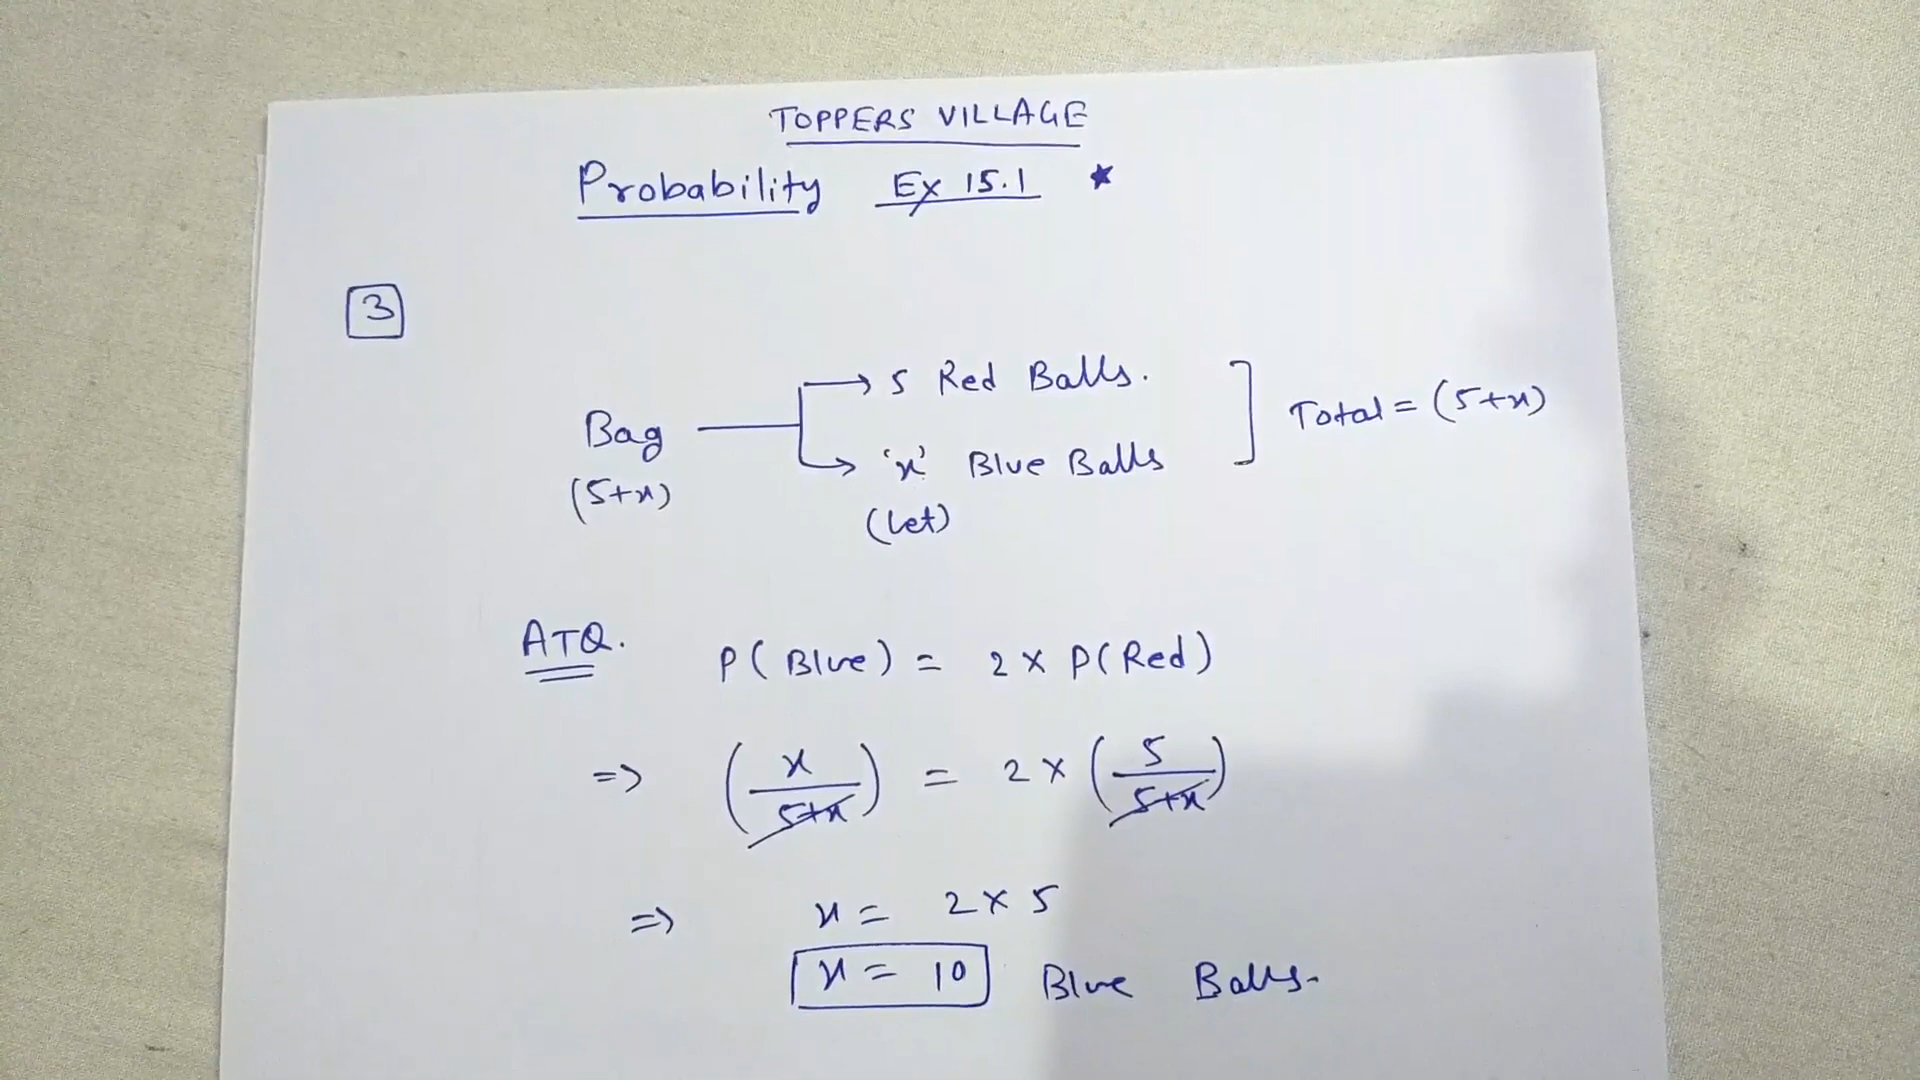 TOPPERS VILLAGE
Probability Ex 15.1 ★
3
→ 5 Red Balls.
Bag
(5+x)
→ 'x' Blue Balls
(let)
] Total = (5+x)
ATQ. P(Blue) = 2 × P(Red)
=> (x/5+x) = 2 × (5/5+x)
=> x = 2 × 5
x = 10 Blue Balls.